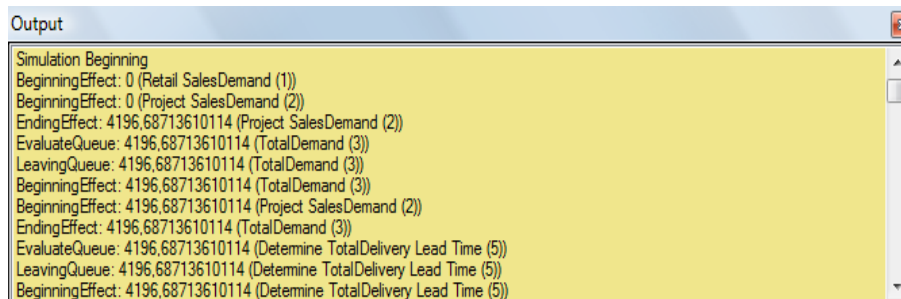 Output
Simulation Beginning
BeginningEffect: 0 (Retail SalesDemand (1))
BeginningEffect: 0 (Project SalesDemand (2))
EndingEffect: 4196,68713610114 (Project SalesDemand (2))
EvaluateQueue: 4196,68713610114 (TotalDemand (3))
LeavingQueue: 4196,68713610114 (TotalDemand (3))
BeginningEffect: 4196,68713610114 (TotalDemand (3))
BeginningEffect: 4196,68713610114 (Project SalesDemand (2))
EndingEffect: 4196,68713610114 (TotalDemand (3))
EvaluateQueue: 4196,68713610114 (Determine TotalDelivery Lead Time (5))
LeavingQueue: 4196,68713610114 (Determine TotalDelivery Lead Time (5))
BeginningEffect: 4196,68713610114 (Determine TotalDelivery Lead Time (5))